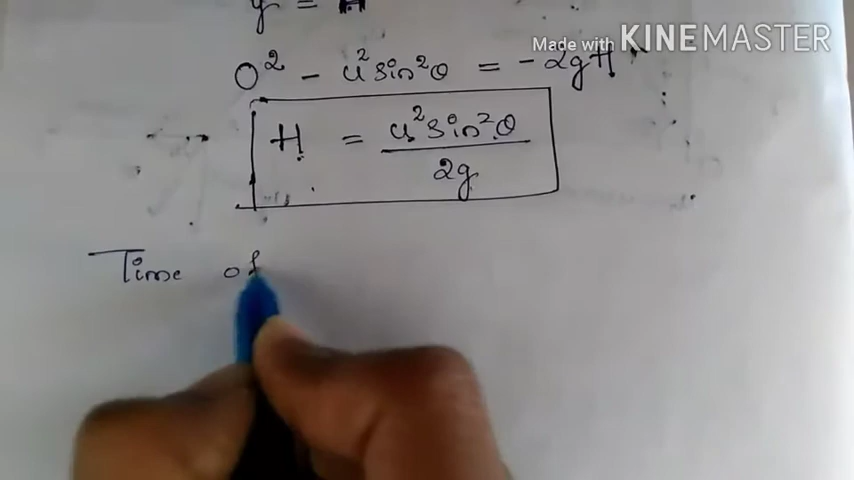 y = H
Made with KINEMASTER
0² - u²sin²θ = -2gH
H = u²sin²θ / 2g
Time of